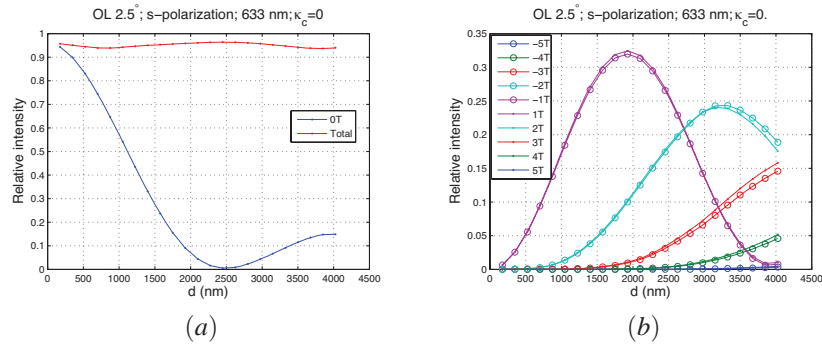 OL 2.5°; s−polarization; 633 nm; κc=0
Relative intensity
1
0.9
0.8
0.7
0.6
0.5
0.4
0.3
0.2
0.1
0
0T
Total
0 500 1000 1500 2000 2500 3000 3500 4000 4500
d (nm)
(a)
OL 2.5°; s−polarization; 633 nm; κc=0.
Relative intensity
0.35
0.3
0.25
0.2
0.15
0.1
0.05
0
−5T
−4T
−3T
−2T
−1T
1T
2T
3T
4T
5T
0 500 1000 1500 2000 2500 3000 3500 4000 4500
d (nm)
(b)